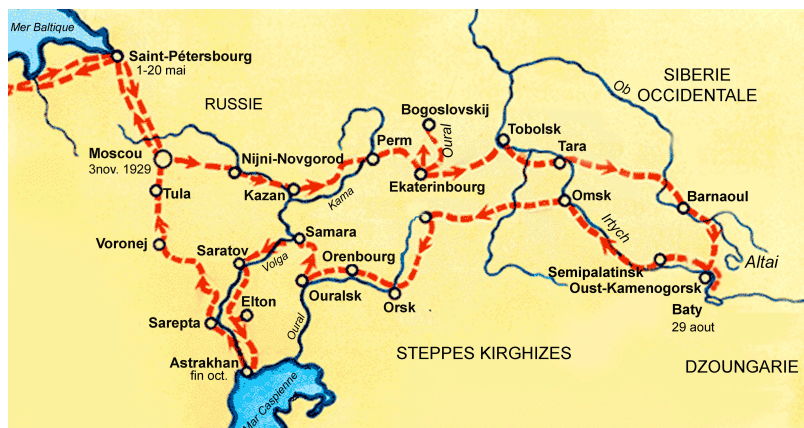 Mer Baltique
Saint-Pétersbourg
1-20 mai
RUSSIE
SIBERIE
OCCIDENTALE
Ob
Bogoslovskij
Oural
Tobolsk
Perm
Tara
Moscou
3nov. 1929
Nijni-Novgorod
Kazan
Kama
Ekaterinbourg
Barnaoul
Tula
Omsk
Irtych
Voronej
Samara
Saratov
Volga
Orenbourg
Altai
Semipalatinsk
Oust-Kamenogorsk
Ouralsk
Orsk
Elton
Baty
29 aout
Sarepta
Oural
STEPPES KIRGHIZES
DZOUNGARIE
Astrakhan
fin oct.
Mar Caspienne